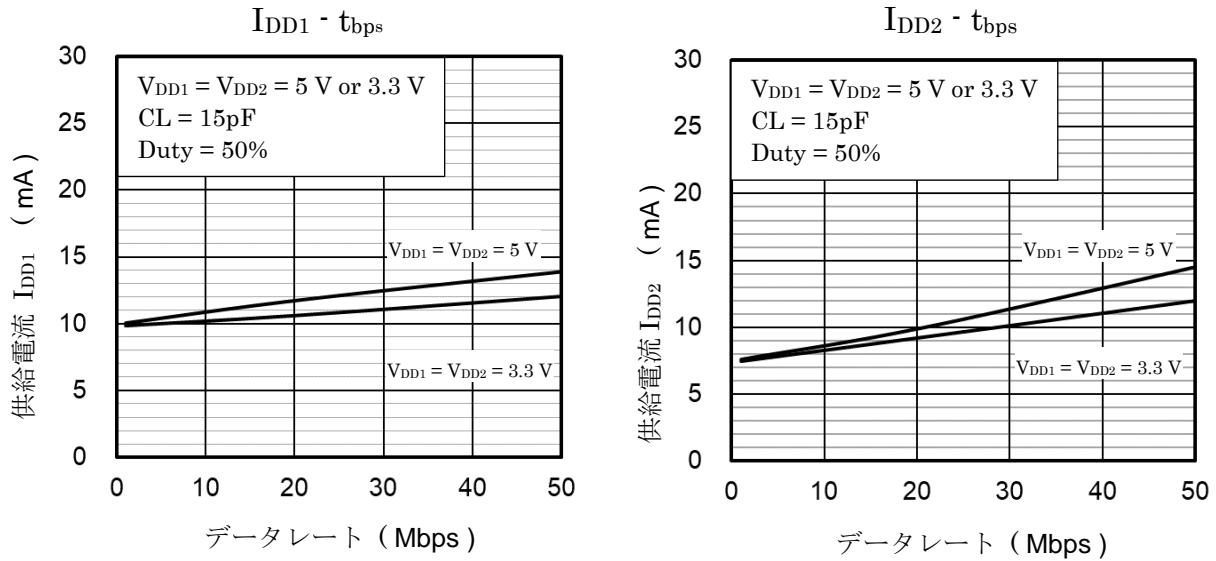 IDD1 - tbps
30
25
20
15
10
5
0
供給電流 IDD1 ( mA )
VDD1 = VDD2 = 5 V or 3.3 V
CL = 15pF
Duty = 50%
VDD1 = VDD2 = 5 V
VDD1 = VDD2 = 3.3 V
0 10 20 30 40 50
データレート ( Mbps )
IDD2 - tbps
30
25
20
15
10
5
0
供給電流 IDD2 ( mA )
VDD1 = VDD2 = 5 V or 3.3 V
CL = 15pF
Duty = 50%
VDD1 = VDD2 = 5 V
VDD1 = VDD2 = 3.3 V
0 10 20 30 40 50
データレート ( Mbps )